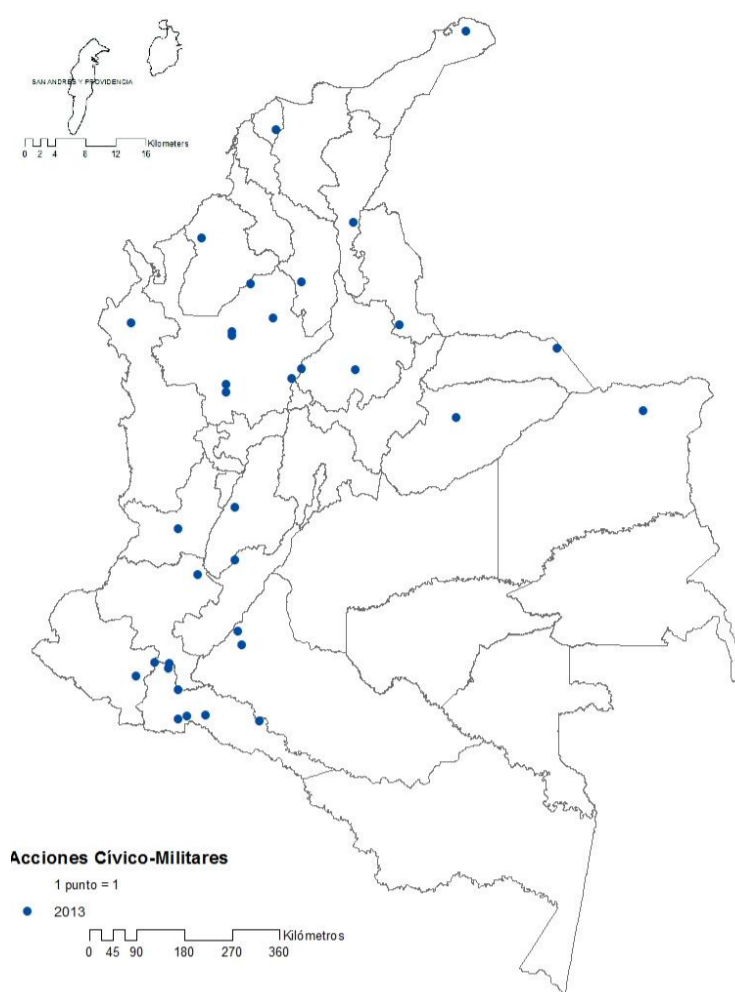 SAN ANDRES Y PROVIDENCIA
Kilometers
0 2 4 8 12 16
Acciones Cívico-Militares
1 punto = 1
2013
Kilómetros
0 45 90 180 270 360